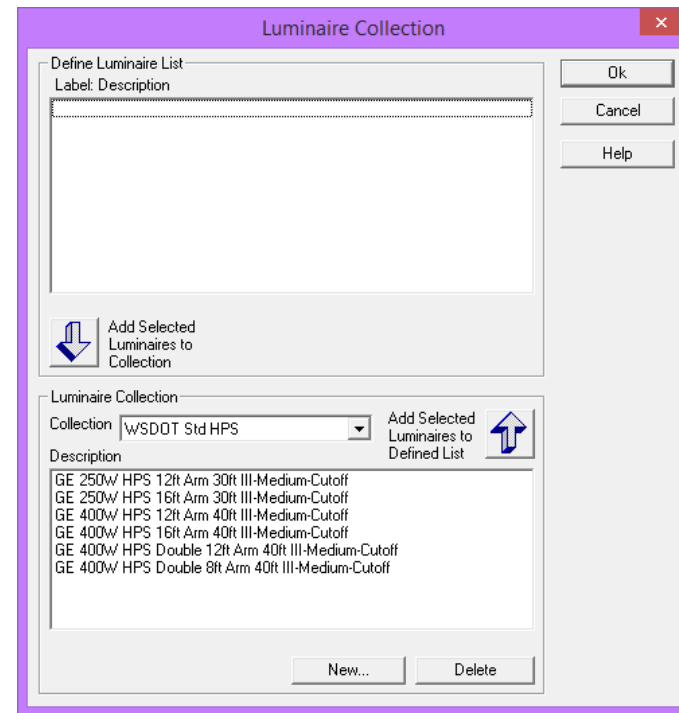 Luminaire Collection
Define Luminaire List
Label: Description
Ok
Cancel
Help
Add Selected
Luminaires to
Collection
Luminaire Collection
Collection
WSDOT Std HPS
Add Selected
Luminaires to
Defined List
Description
GE 250W HPS 12ft Arm 30ft III-Medium-Cutoff
GE 250W HPS 16ft Arm 30ft III-Medium-Cutoff
GE 400W HPS 12ft Arm 40ft III-Medium-Cutoff
GE 400W HPS 16ft Arm 40ft III-Medium-Cutoff
GE 400W HPS Double 12ft Arm 40ft III-Medium-Cutoff
GE 400W HPS Double 8ft Arm 40ft III-Medium-Cutoff
New...
Delete